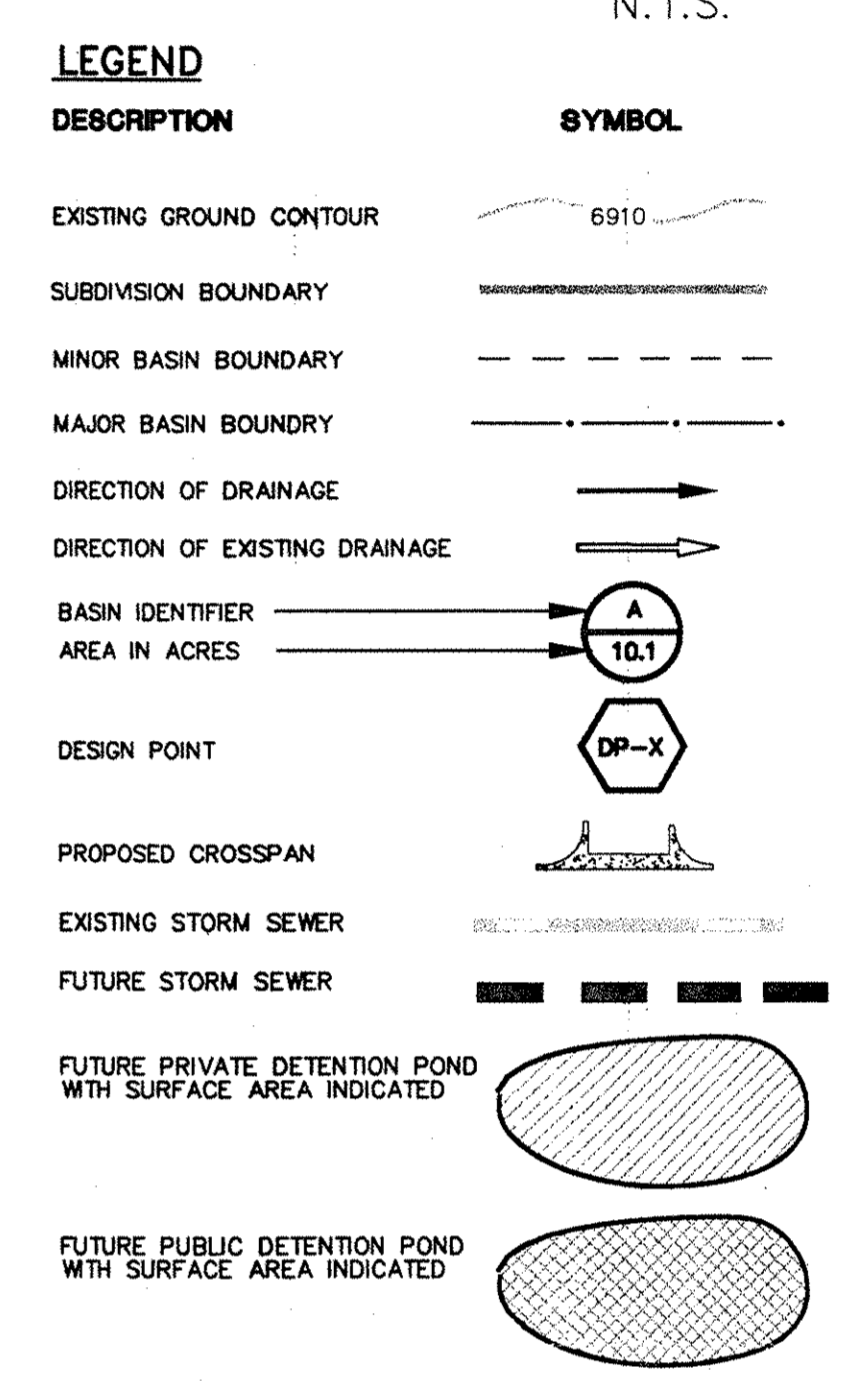 N.T.S.
LEGEND
DESCRIPTION SYMBOL
EXISTING GROUND CONTOUR 6910
SUBDIVISION BOUNDARY
MINOR BASIN BOUNDARY
MAJOR BASIN BOUNDRY
DIRECTION OF DRAINAGE
DIRECTION OF EXISTING DRAINAGE
BASIN IDENTIFIER A
AREA IN ACRES 10.1
DESIGN POINT DP-X
PROPOSED CROSSPAN
EXISTING STORM SEWER
FUTURE STORM SEWER
FUTURE PRIVATE DETENTION POND
WITH SURFACE AREA INDICATED
FUTURE PUBLIC DETENTION POND
WITH SURFACE AREA INDICATED